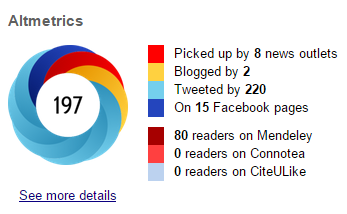 Altmetrics
197
Picked up by 8 news outlets
Blogged by 2
Tweeted by 220
On 15 Facebook pages
80 readers on Mendeley
0 readers on Connotea
0 readers on CiteULike
See more details